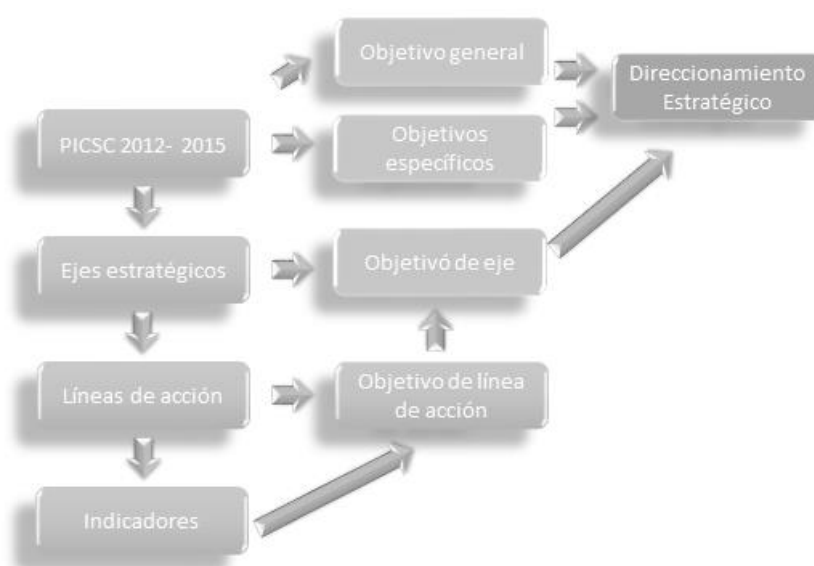 Objetivo general
Direccionamiento
Estratégico
PICSC 2012- 2015
Objetivos
específicos
Ejes estratégicos
Objetivó de eje
Líneas de acción
Objetivo de línea
de acción
Indicadores